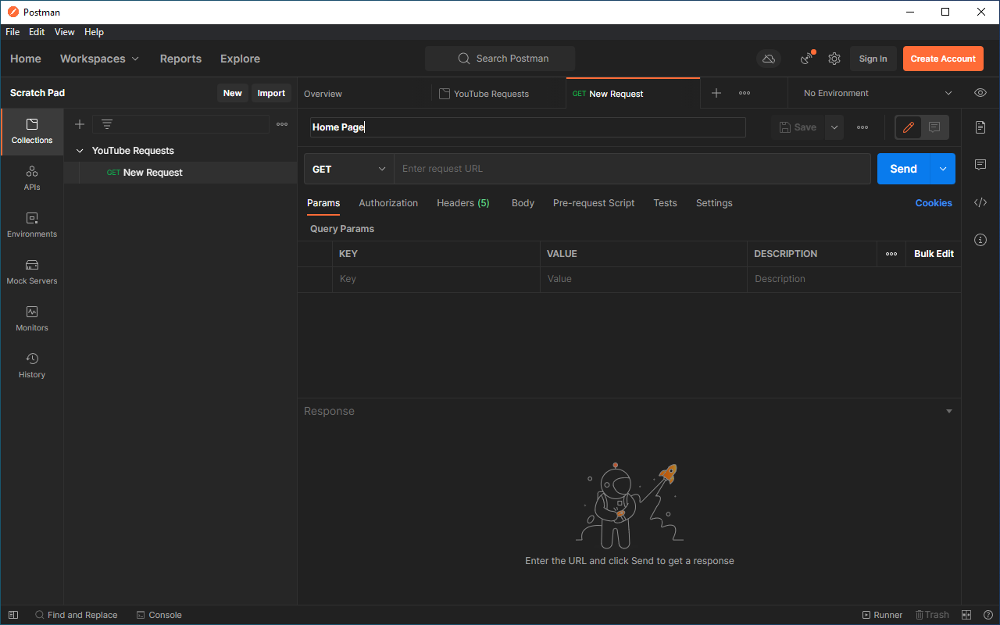 Postman
File Edit View Help
Home Workspaces Reports Explore Search Postman Sign In Create Account
Scratch Pad New Import Overview YouTube Requests GET New Request No Environment
Collections
APIs
Environments
Mock Servers
Monitors
History
YouTube Requests
GET New Request
Home Page Save
GET Enter request URL Send
Params Authorization Headers (5) Body Pre-request Script Tests Settings Cookies
Query Params
KEY VALUE DESCRIPTION Bulk Edit
Key Value Description
Response
Enter the URL and click Send to get a response
Find and Replace Console Runner Trash